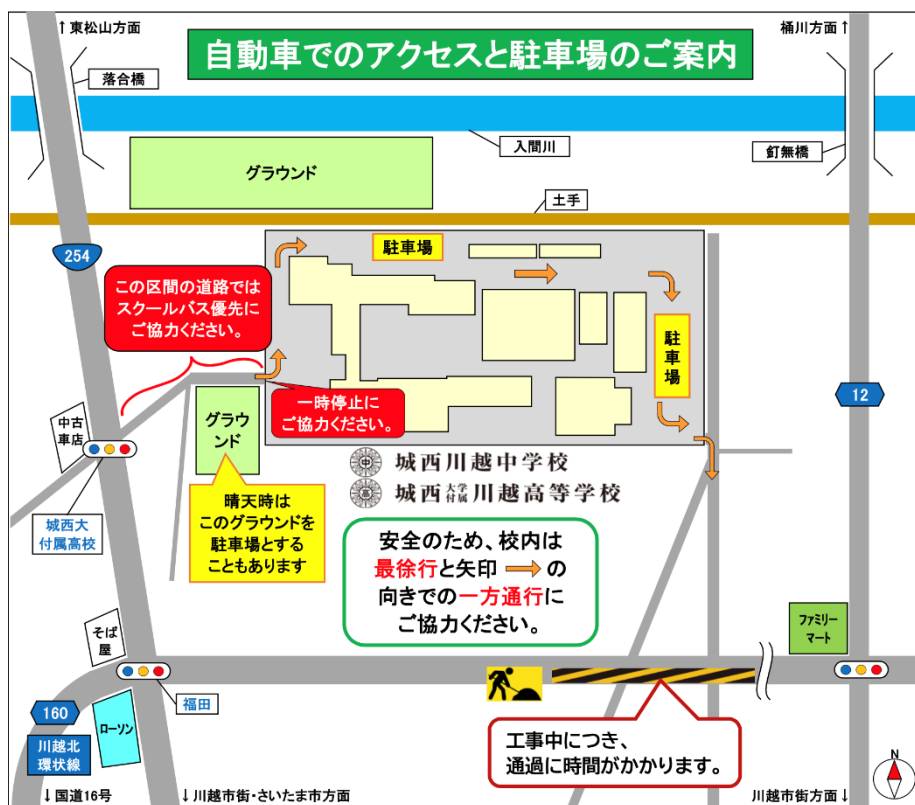 ↑東松山方面
桶川方面↑
自動車でのアクセスと駐車場のご案内
落合橋
入間川
釘無橋
グラウンド
土手
254
駐車場
この区間の道路では
スクールバス優先に
ご協力ください。
駐車場
12
一時停止に
ご協力ください。
グラウ
ンド
中古
車店
城西川越中学校
城西大学付属川越高等学校
城西大
付属高校
晴天時は
このグラウンドを
駐車場とする
こともあります
安全のため、校内は
最徐行と矢印→の
向きでの一方通行に
ご協力ください。
そば
屋
ファミリー
マート
福田
160
川越北
環状線
ローソン
工事中につき、
通過に時間がかかります。
N
↓国道16号
↓川越市街・さいたま市方面
川越市街方面↓